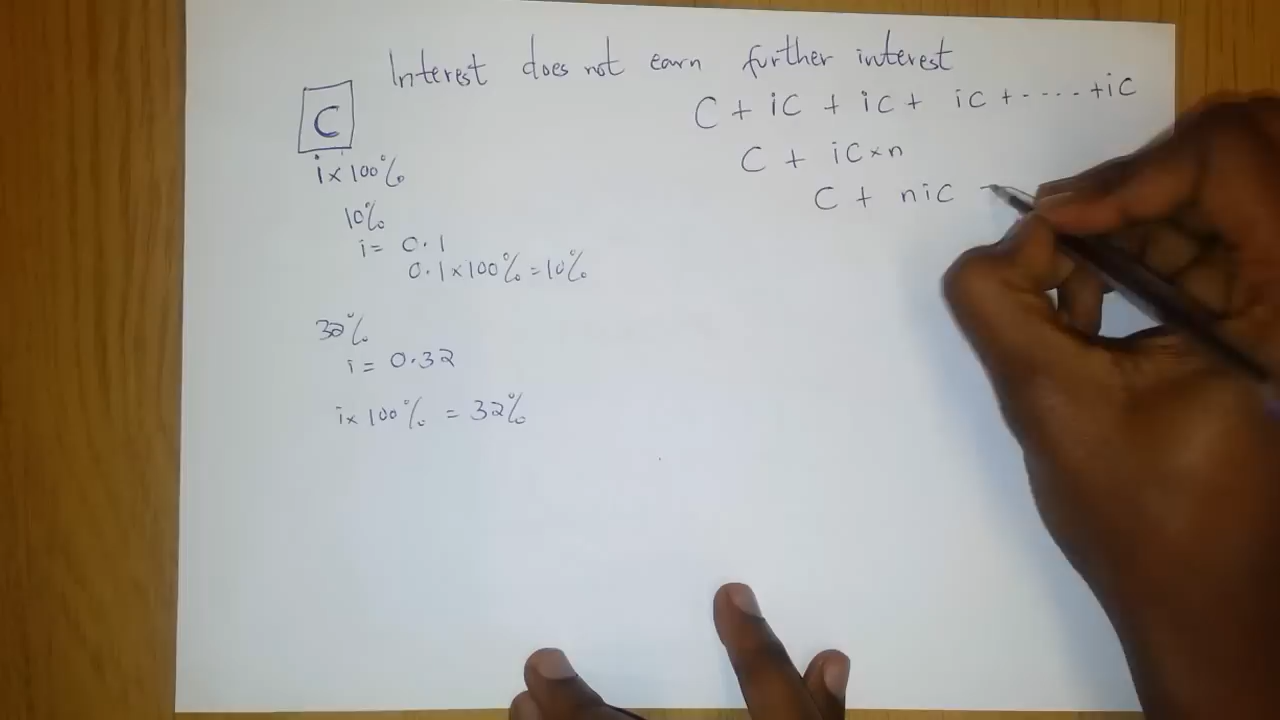 Interest does not earn further interest
C
i × 100%
10%
i = 0.1
0.1 × 100% = 10%
32%
i = 0.32
i × 100% = 32%
C + iC + iC + iC + ..... + iC
C + iC × n
C + niC